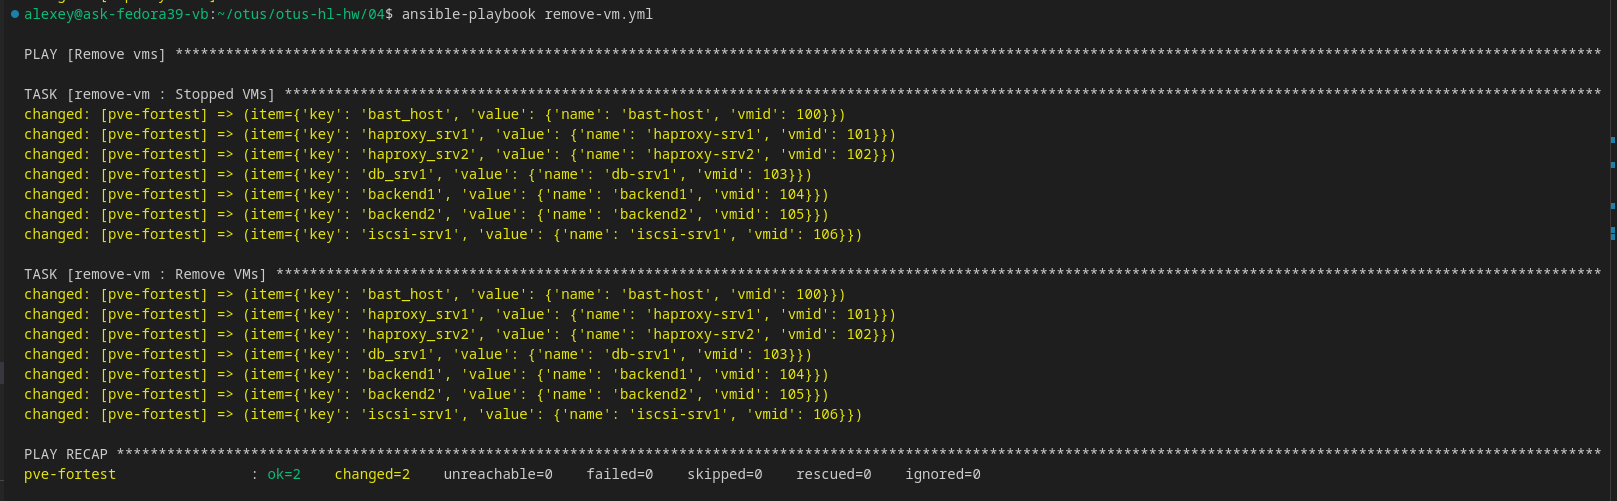 alexey@ask-fedora39-vb:~/otus/otus-hl-hw/04$ ansible-playbook remove-vm.yml
PLAY [Remove vms] **************************************************************************************************************************************************************************
TASK [remove-vm : Stopped VMs] *************************************************************************************************************************************************************
changed: [pve-fortest] => (item={'key': 'bast_host', 'value': {'name': 'bast-host', 'vmid': 100}})
changed: [pve-fortest] => (item={'key': 'haproxy_srv1', 'value': {'name': 'haproxy-srv1', 'vmid': 101}})
changed: [pve-fortest] => (item={'key': 'haproxy_srv2', 'value': {'name': 'haproxy-srv2', 'vmid': 102}})
changed: [pve-fortest] => (item={'key': 'db_srv1', 'value': {'name': 'db-srv1', 'vmid': 103}})
changed: [pve-fortest] => (item={'key': 'backend1', 'value': {'name': 'backend1', 'vmid': 104}})
changed: [pve-fortest] => (item={'key': 'backend2', 'value': {'name': 'backend2', 'vmid': 105}})
changed: [pve-fortest] => (item={'key': 'iscsi-srv1', 'value': {'name': 'iscsi-srv1', 'vmid': 106}})
TASK [remove-vm : Remove VMs] **************************************************************************************************************************************************************
changed: [pve-fortest] => (item={'key': 'bast_host', 'value': {'name': 'bast-host', 'vmid': 100}})
changed: [pve-fortest] => (item={'key': 'haproxy_srv1', 'value': {'name': 'haproxy-srv1', 'vmid': 101}})
changed: [pve-fortest] => (item={'key': 'haproxy_srv2', 'value': {'name': 'haproxy-srv2', 'vmid': 102}})
changed: [pve-fortest] => (item={'key': 'db_srv1', 'value': {'name': 'db-srv1', 'vmid': 103}})
changed: [pve-fortest] => (item={'key': 'backend1', 'value': {'name': 'backend1', 'vmid': 104}})
changed: [pve-fortest] => (item={'key': 'backend2', 'value': {'name': 'backend2', 'vmid': 105}})
changed: [pve-fortest] => (item={'key': 'iscsi-srv1', 'value': {'name': 'iscsi-srv1', 'vmid': 106}})
PLAY RECAP *********************************************************************************************************************************************************************************
pve-fortest                : ok=2    changed=2    unreachable=0    failed=0    skipped=0    rescued=0    ignored=0